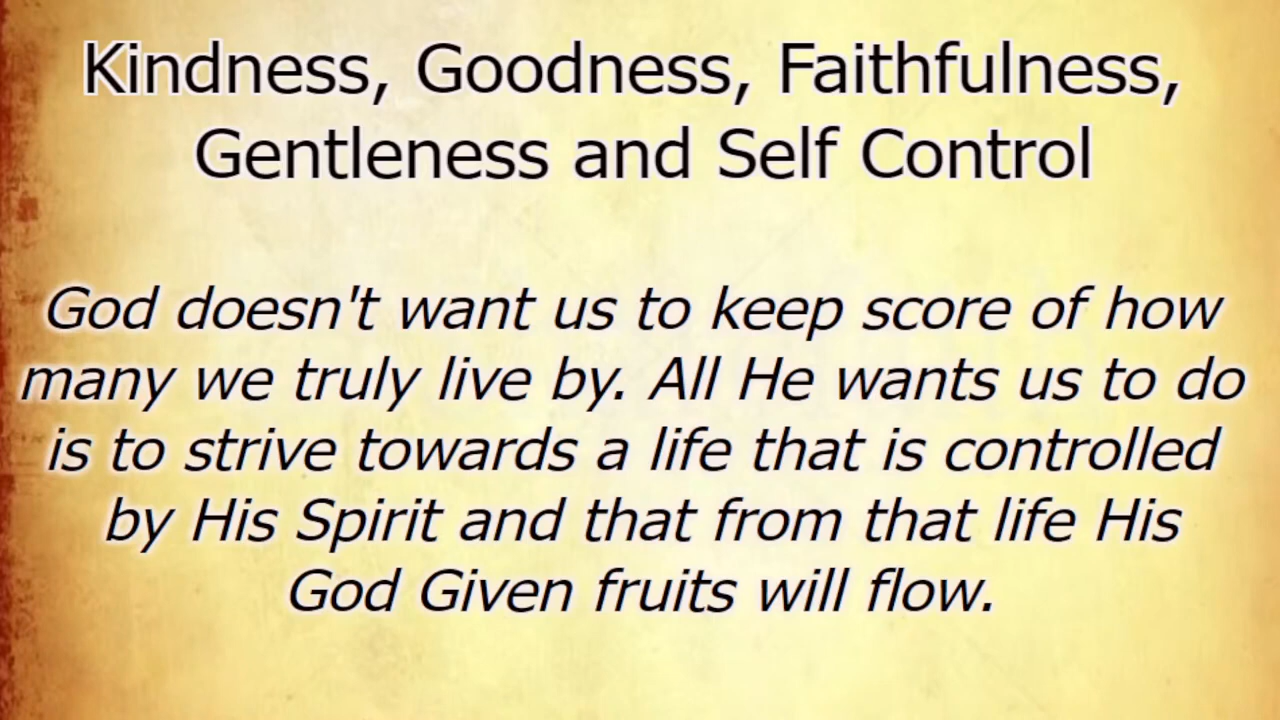 Kindness, Goodness, Faithfulness,
Gentleness and Self Control
God doesn't want us to keep score of how
many we truly live by. All He wants us to do
is to strive towards a life that is controlled
by His Spirit and that from that life His
God Given fruits will flow.